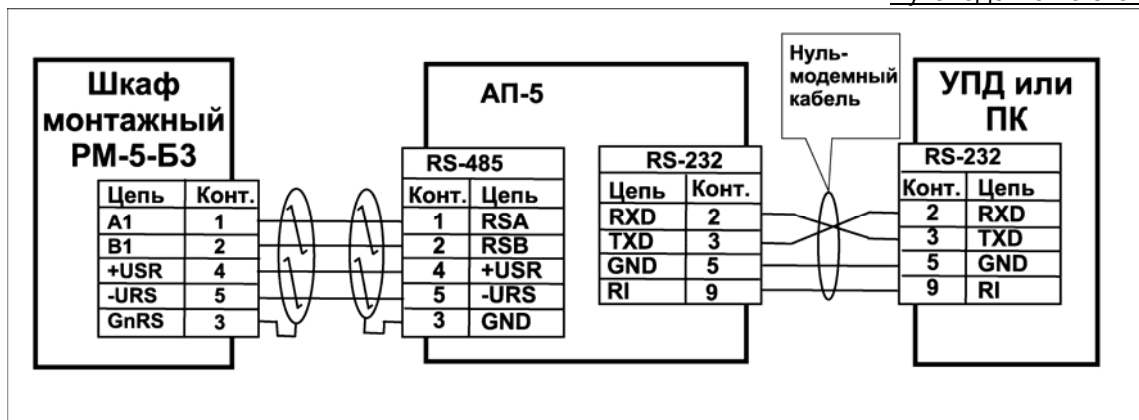 Шкаф
монтажный
РМ-5-Б3
Цепь Конт.
A1 1
B1 2
+USR 4
-URS 5
GnRS 3
АП-5
RS-485
Конт. Цепь
1 RSA
2 RSB
4 +USR
5 -URS
3 GND
RS-232
Цепь Конт.
RXD 2
TXD 3
GND 5
RI 9
Нуль-
модемный
кабель
УПД или
ПК
RS-232
Конт. Цепь
2 RXD
3 TXD
5 GND
9 RI